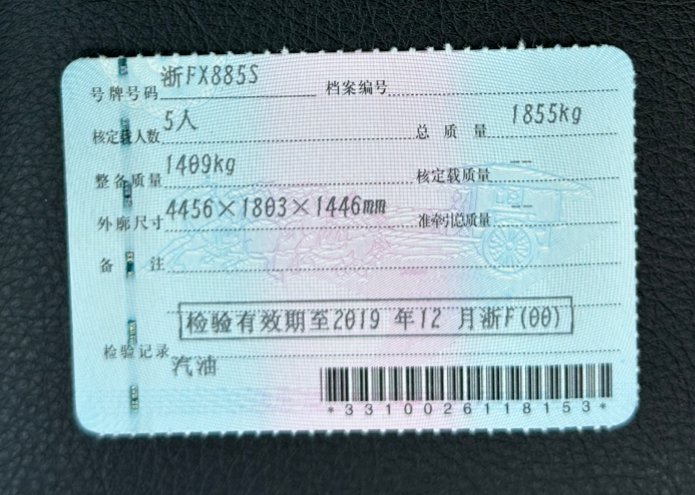 号牌号码 浙FX885S 档案编号
核定载人数 5人 总质量 1855kg
整备质量 1409kg 核定载质量 --
外廓尺寸 4456×1803×1446mm 准牵引总质量 --
备注
检验有效期至2019年12月浙F(00)
检验记录
汽油
*3310026118153*